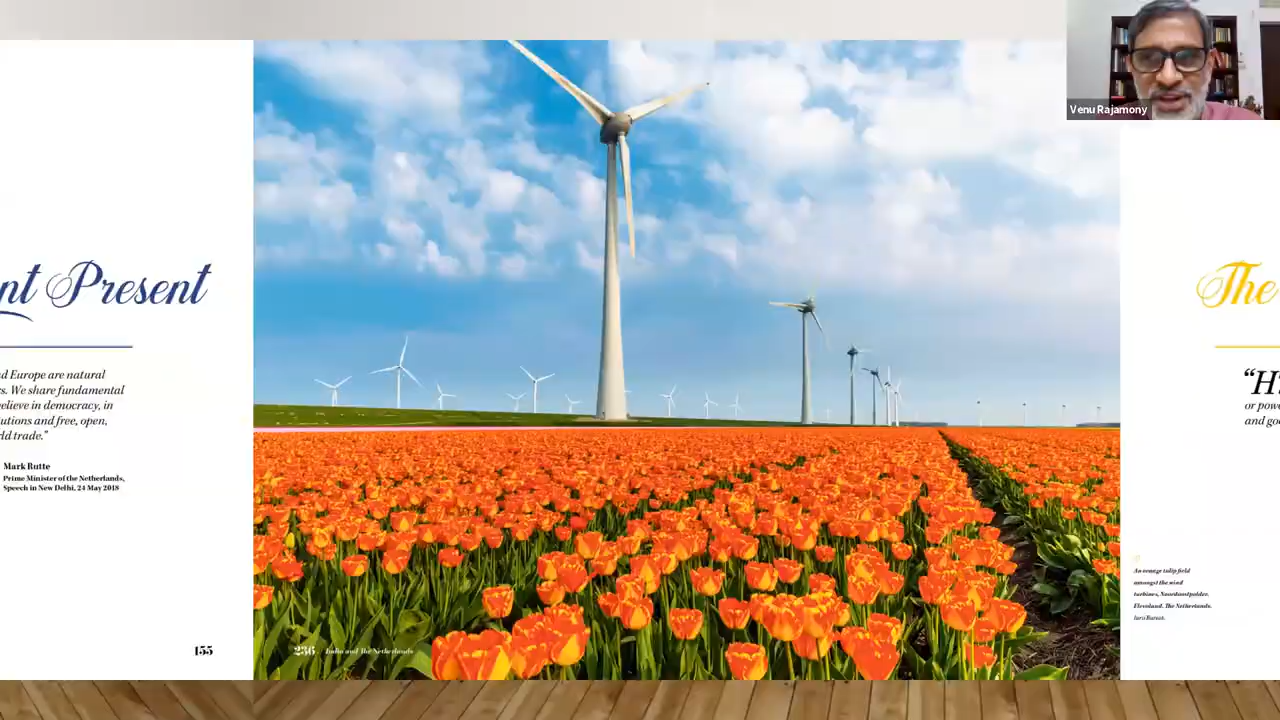 Venu Rajamony
nt Present
d Europe are natural
s. We share fundamental
elieve in democracy, in
utions and free, open,
ld trade.”
Mark Rutte
Prime Minister of the Netherlands,
Speech in New Delhi, 24 May 2018
155
236 India and The Netherlands
The
“H
or powe
and go
An orange tulip field
amongst the wind
turbines, Noordoostpolder,
Flevoland, The Netherlands.